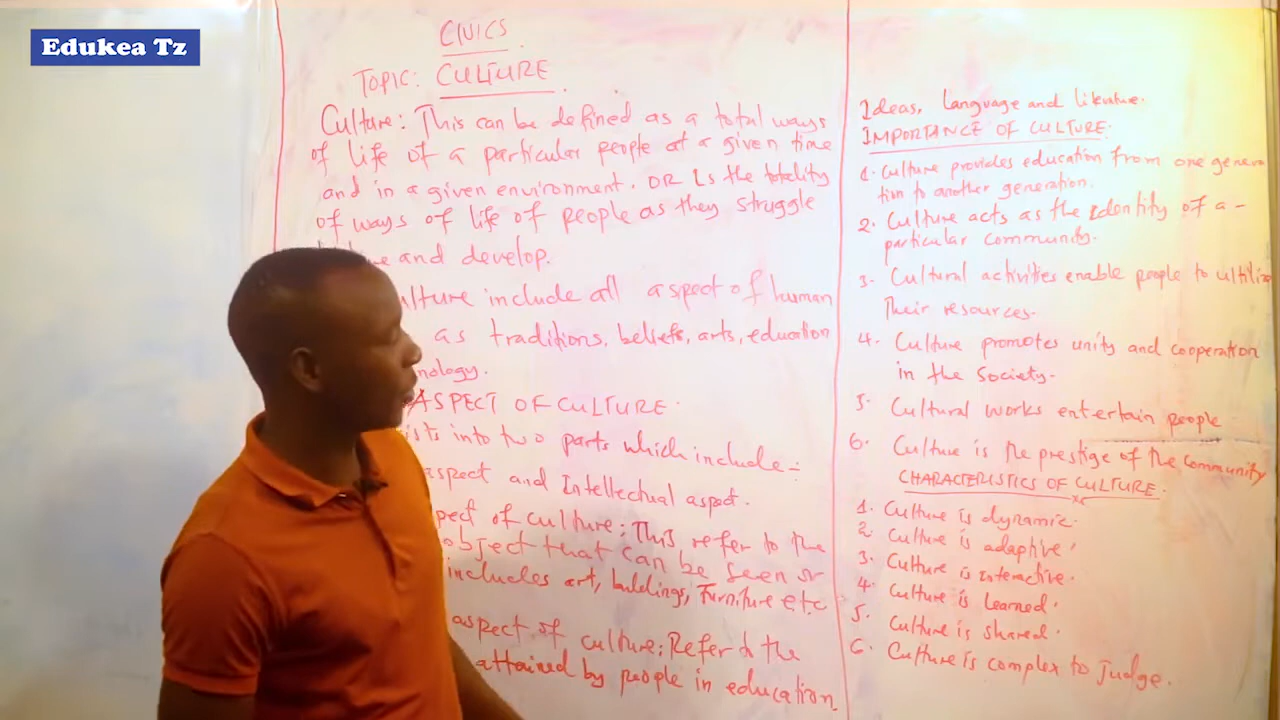 Edukea Tz
CIVICS
TOPIC: CULTURE
Culture: This can be defined as a total ways
of life of a particular people at a given time
and in a given environment. OR Is the totality
of ways of life of people as they struggle
and develop.
include all aspect of human
as traditions, beliefs, arts, education
ASPECT OF CULTURE.
into two parts which include:-
and Intellectual aspect.
of culture; This refer to the
object that can be seen or
includes art, buildings, Furniture etc
aspect of culture; Refer to the
attained by people in education
Ideas, Language and literature.
IMPORTANCE OF CULTURE.
1. Culture provides education from one genera
tion to another generation.
2. Culture acts as the identity of a -
particular community.
3. Cultural activities enable people to ultilize
Their resources.
4. Culture promotes unity and cooperation
in the society.
5. Cultural works entertain people
6. Culture is the prestige of the community
CHARACTERISTICS OF CULTURE.
1. Culture is dynamic.
2. Culture is adaptive.
3. Culture is interactive.
4. Culture is learned.
5. Culture is shared.
6. Culture is complex to judge.